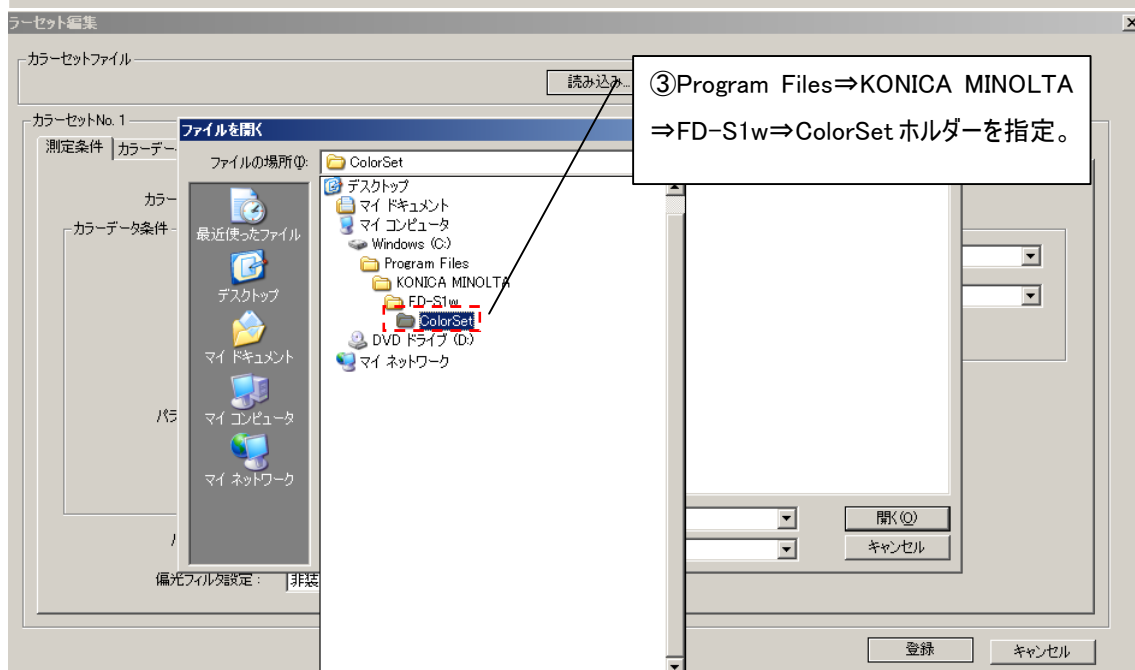 ラーセット編集
カラーセットファイル
読み込み...
③Program Files⇒KONICA MINOLTA
⇒FD-S1w⇒ColorSet ホルダーを指定。
カラーセットNo. 1
測定条件
カラーデー
ファイルを開く
ファイルの場所(I):
ColorSet
カラー
カラーデータ条件
最近使ったファイル
デスクトップ
マイ ドキュメント
マイ コンピュータ
マイ ネットワーク
デスクトップ
マイ ドキュメント
マイ コンピュータ
Windows (C:)
Program Files
KONICA MINOLTA
FD-S1w
ColorSet
DVD ドライブ (D:)
マイ ネットワーク
パラ
開く(O)
キャンセル
偏光フィルタ設定 :
非装
登録
キャンセル